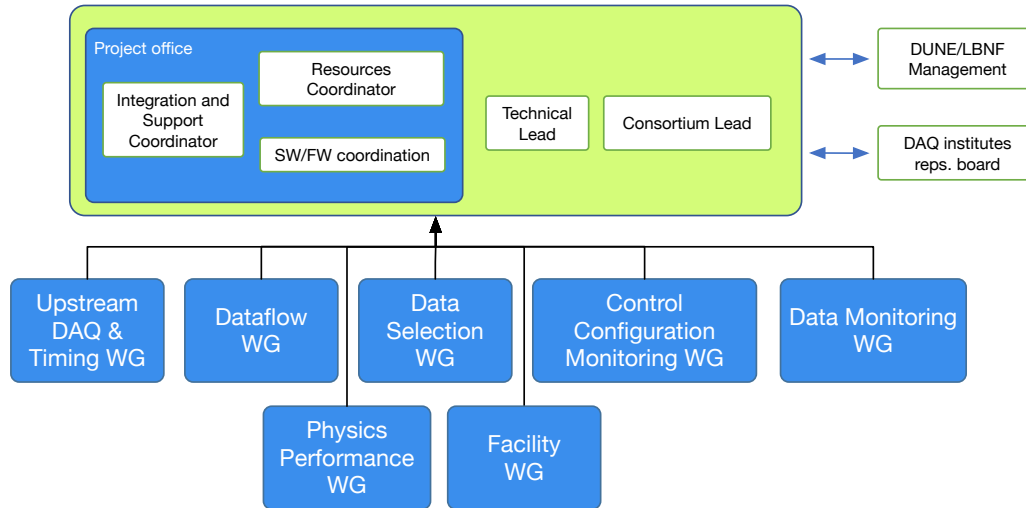 Project office
Resources
Coordinator
Integration and
Support
Coordinator
SW/FW coordination
Technical
Lead
Consortium Lead
DUNE/LBNF
Management
DAQ institutes
reps. board
Upstream
DAQ &
Timing WG
Dataflow
WG
Data
Selection
WG
Control
Configuration
Monitoring WG
Data Monitoring
WG
Physics
Performance
WG
Facility
WG